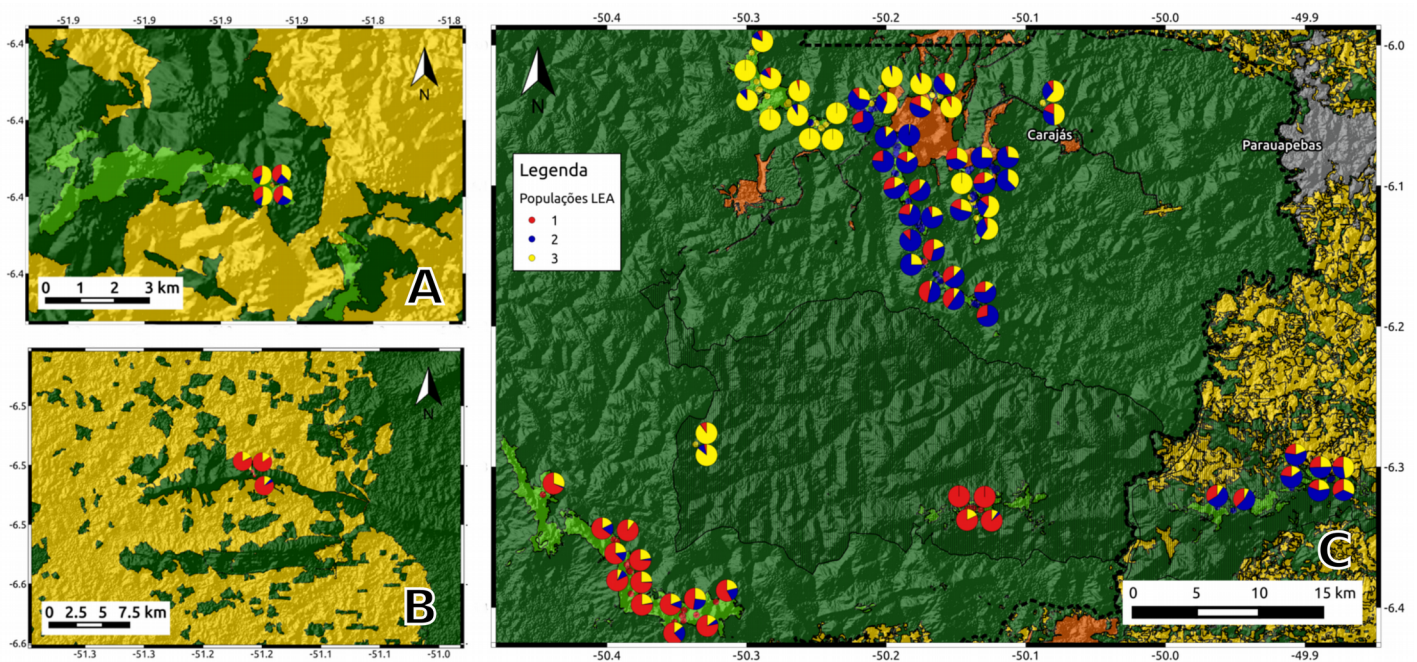 -51.9 -51.9 -51.9 -51.9 -51.8 -51.8
-6.4
-6.4
-6.4
-6.4
N
0 1 2 3 km
A
-6.5
-6.5
-6.5
-6.6
-6.6
N
0 2.5 5 7.5 km
B
-51.3 -51.2 -51.2 -51.1 -51.1 -51.0
-50.4 -50.3 -50.2 -50.1 -50.0 -49.9
-6.0
-6.1
-6.2
-6.3
-6.4
N
Carajás
Parauapebas
Legenda
Populações LEA
1
2
3
C
0 5 10 15 km
-50.4 -50.3 -50.2 -50.1 -50.0 -49.9